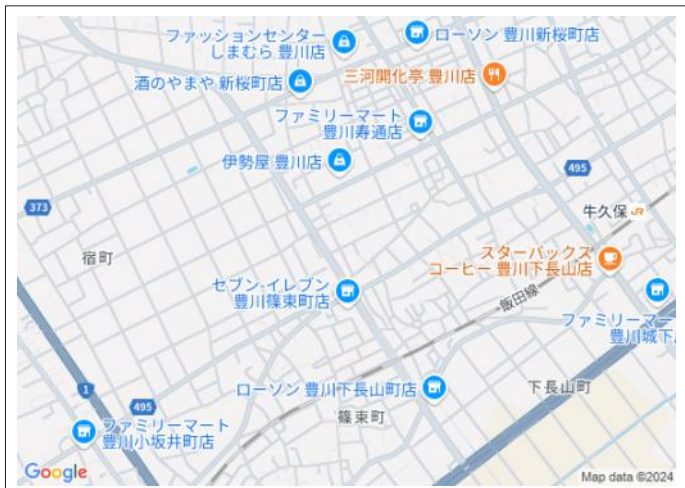 ファッションセンター
しまむら 豊川店
ローソン 豊川新桜町店
酒のやまや 新桜町店
三河開化亭 豊川店
ファミリーマート
豊川寿通店
伊勢屋 豊川店
495
373
牛久保
JR
宿町
スターバックス
コーヒー 豊川下長山店
セブン-イレブン
豊川篠束町店
飯田線
ファミリーマー
豊川城下
ローソン 豊川下長山町店
下長山町
1
495
篠束町
ファミリーマート
豊川小坂井町店
Google
Map data ©2024